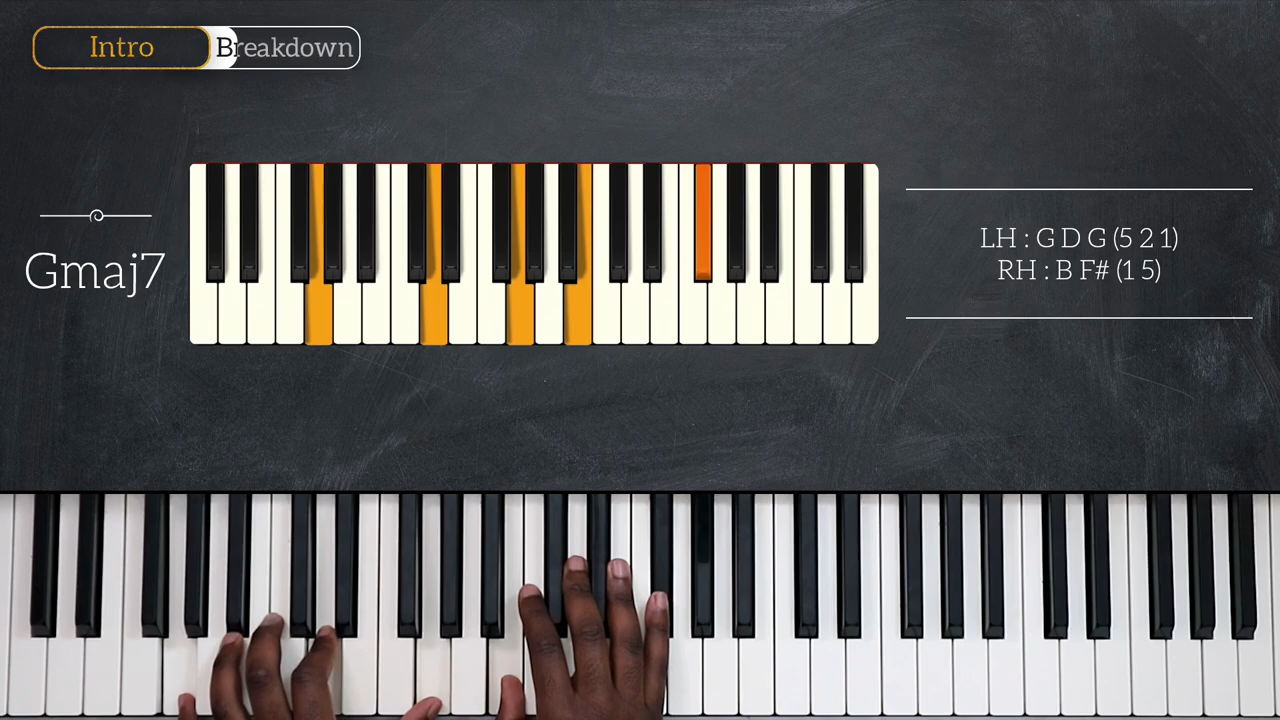 Intro
Breakdown
Gmaj7
LH : G D G (5 2 1)
RH : B F# (1 5)